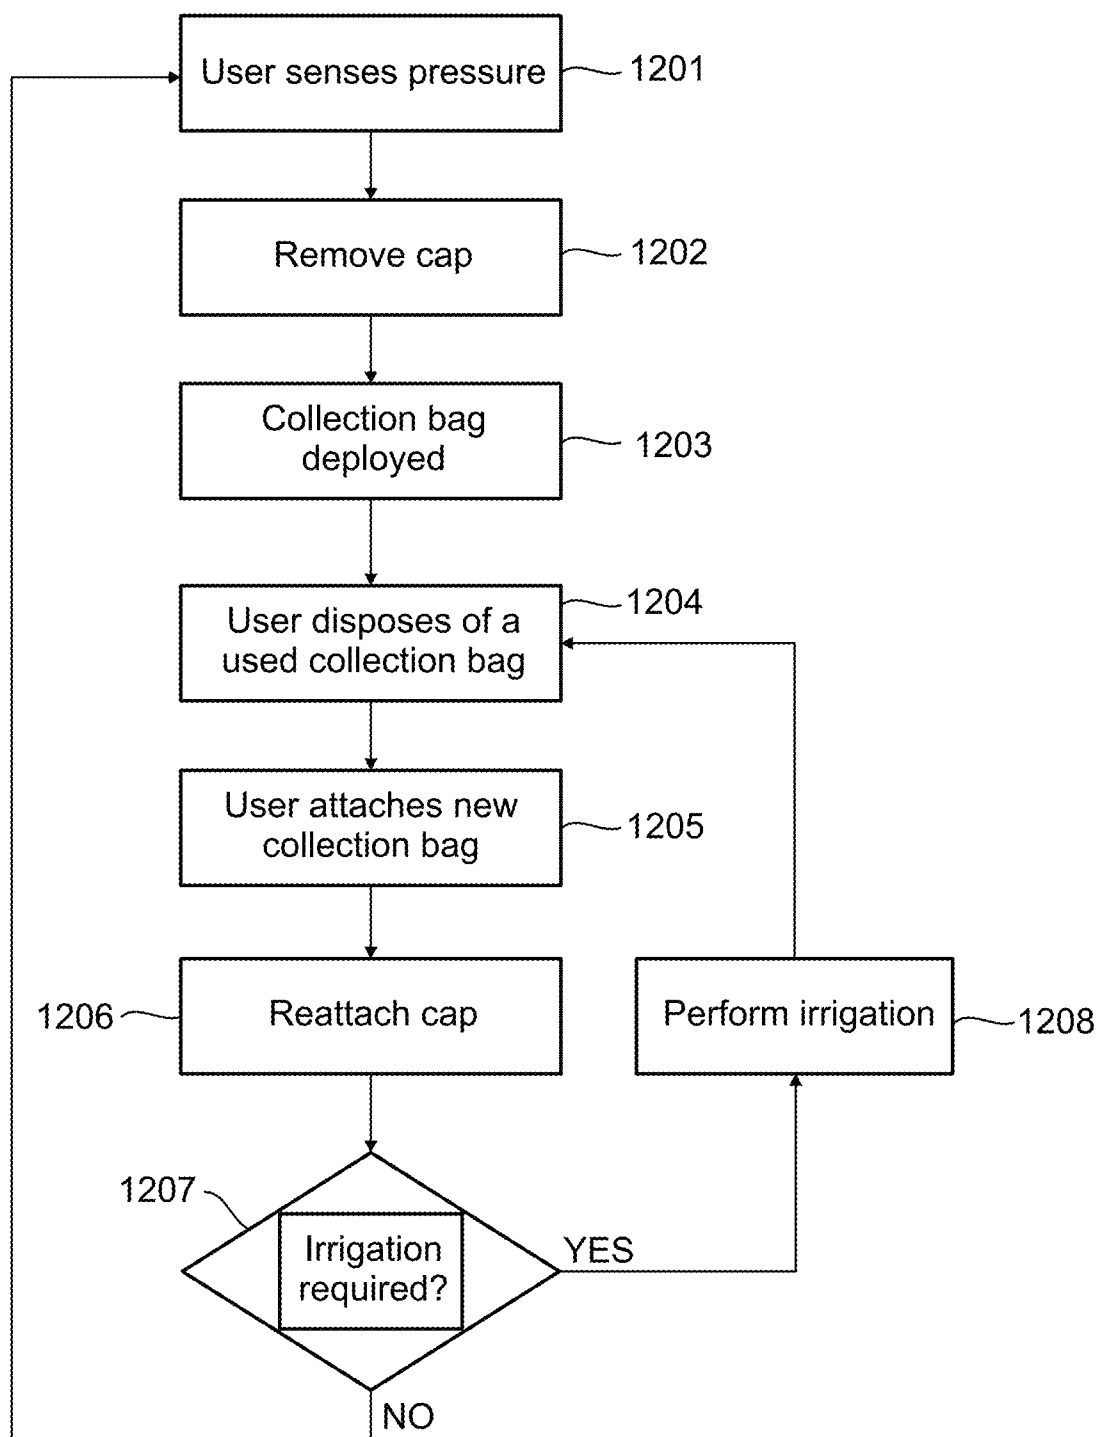 User senses pressure
1201
Remove cap
1202
Collection bag
deployed
1203
User disposes of a
used collection bag
1204
User attaches new
collection bag
1205
Reattach cap
1206
Perform irrigation
1208
1207
Irrigation
required?
YES
NO